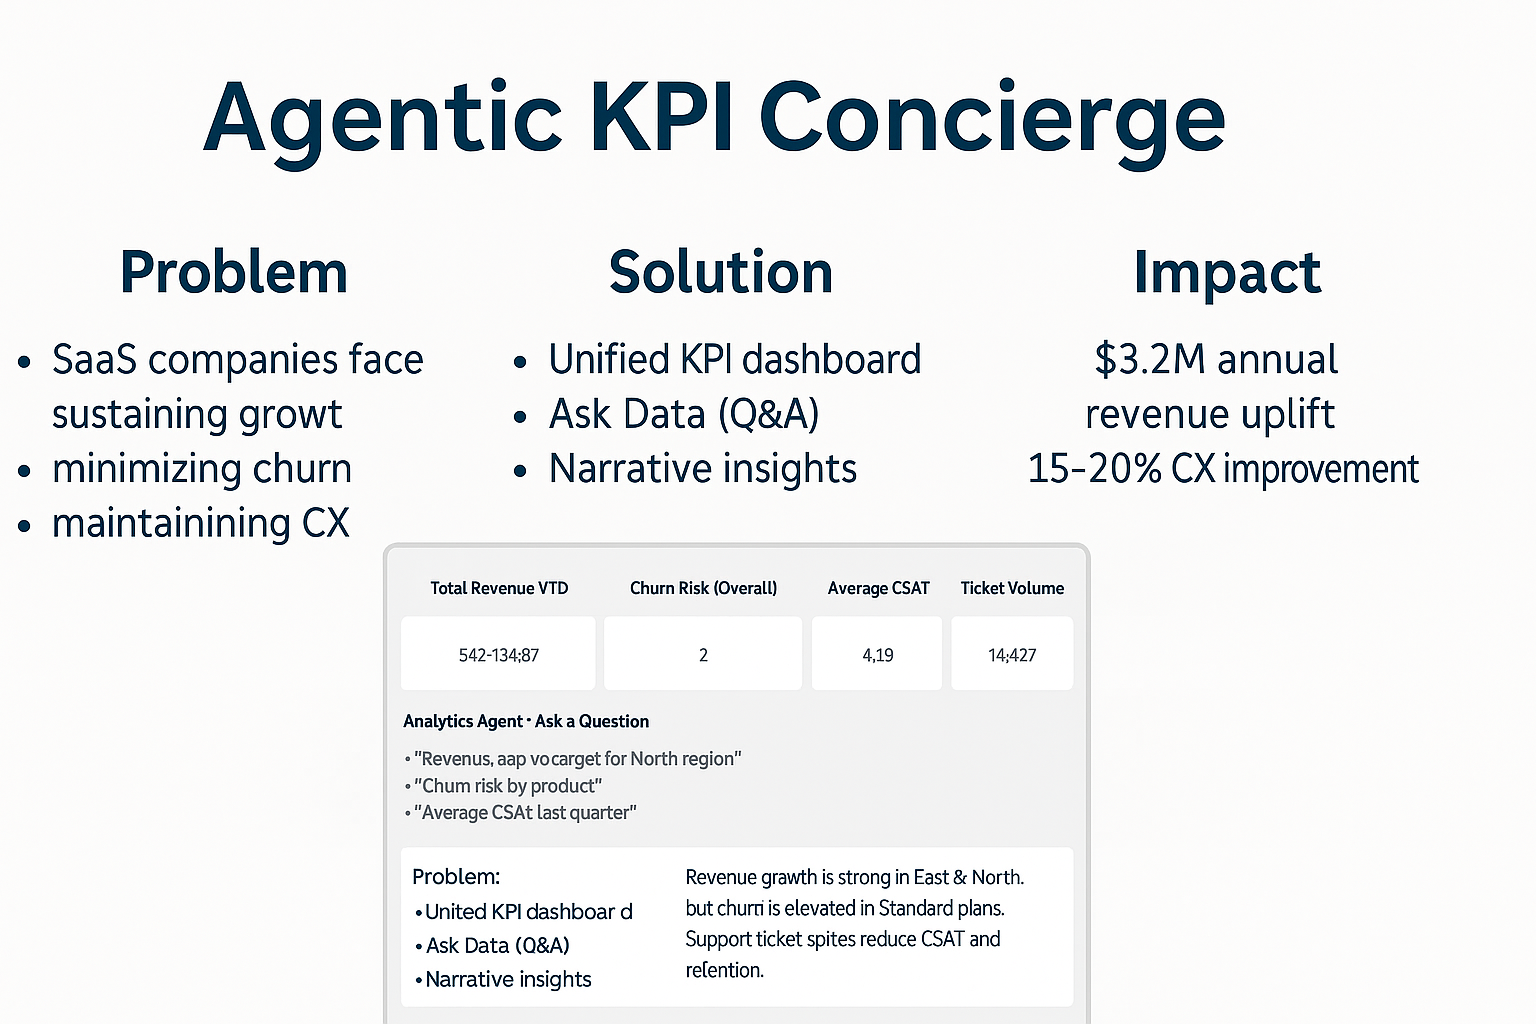 Agentic KPI Concierge
Problem
• SaaS companies face
sustaining growt
• minimizing churn
• maintainining CX
Solution
• Unified KPI dashboard
• Ask Data (Q&A)
• Narrative insights
Impact
$3.2M annual
revenue uplift
15–20% CX improvement
Total Revenue VTD
Churn Risk (Overall)
Average CSAT
Ticket Volume
542-134;87
2
4,19
14;427
Analytics Agent · Ask a Question
• "Revenus, aap vocarget for North region"
• "Chum risk by product"
• "Average CSAt last quarter"
Problem:
• United KPI dashboar d
• Ask Data (Q&A)
• Narrative insights
Revenue grawth is strong in East & North.
but churri is elevated in Standard plans.
Support ticket spites reduce CSAT and
refention.